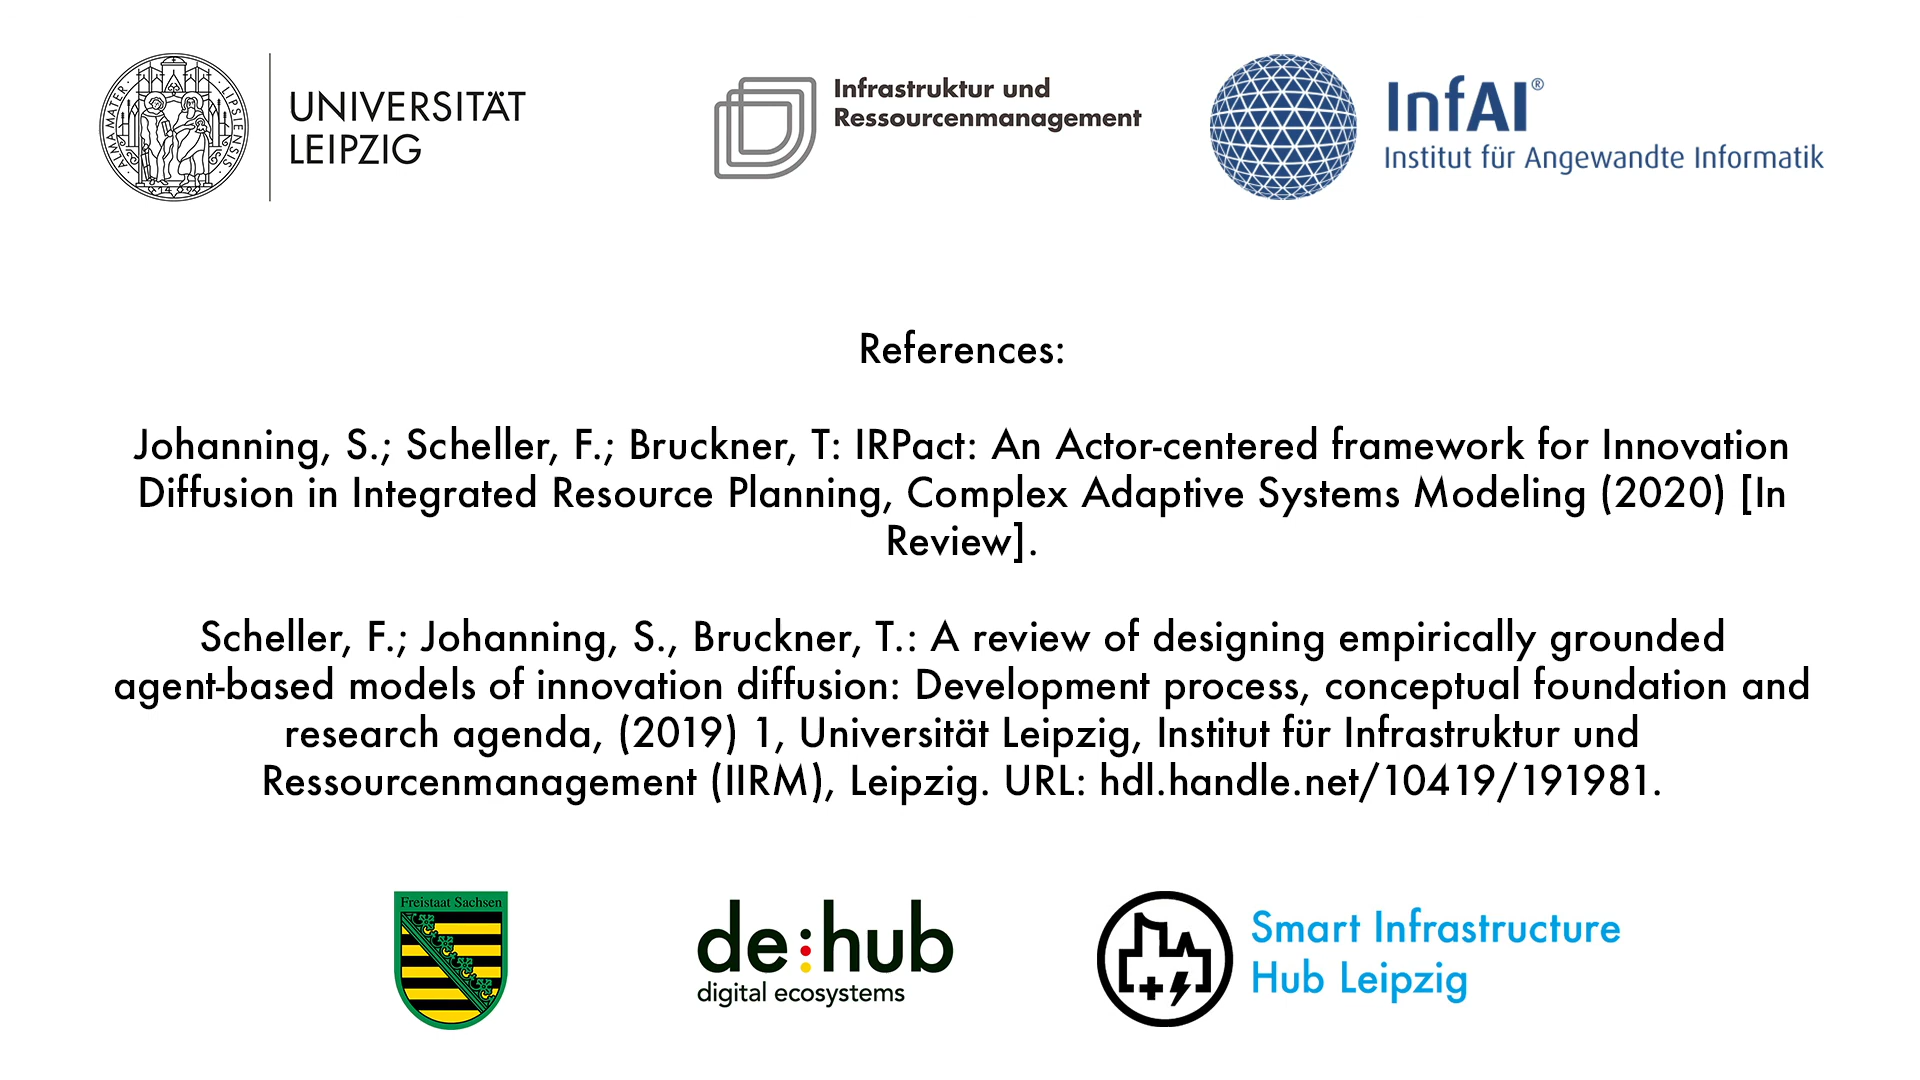 ALMA MATER LIPSIENSIS
UNIVERSITÄT
LEIPZIG
Infrastruktur und
Ressourcenmanagement
InfAI®
Institut für Angewandte Informatik
References:
Johanning, S.; Scheller, F.; Bruckner, T: IRPact: An Actor-centered framework for Innovation
Diffusion in Integrated Resource Planning, Complex Adaptive Systems Modeling (2020) [In
Review].
Scheller, F.; Johanning, S., Bruckner, T.: A review of designing empirically grounded
agent-based models of innovation diffusion: Development process, conceptual foundation and
research agenda, (2019) 1, Universität Leipzig, Institut für Infrastruktur und
Ressourcenmanagement (IIRM), Leipzig. URL: hdl.handle.net/10419/191981.
Freistaat Sachsen
de:hub
digital ecosystems
Smart Infrastructure
Hub Leipzig